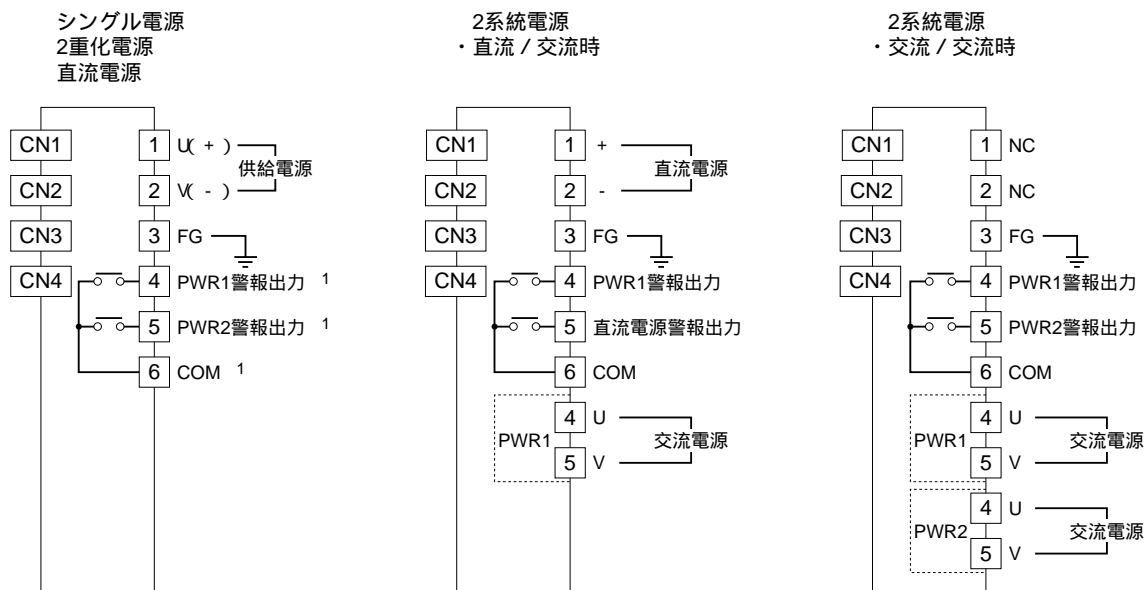 シングル電源
2重化電源
直流電源
CN1
1 U( + )
供給電源
CN2
2 V( - )
CN3
3 FG
CN4
4 PWR1警報出力 1
5 PWR2警報出力 1
6 COM 1
2系統電源
・直流 / 交流時
CN1
1 +
直流電源
CN2
2 -
CN3
3 FG
CN4
4 PWR1警報出力
5 直流電源警報出力
6 COM
4 U
PWR1
交流電源
5 V
2系統電源
・交流 / 交流時
CN1
1 NC
CN2
2 NC
CN3
3 FG
CN4
4 PWR1警報出力
5 PWR2警報出力
6 COM
4 U
PWR1
交流電源
5 V
4 U
PWR2
交流電源
5 V